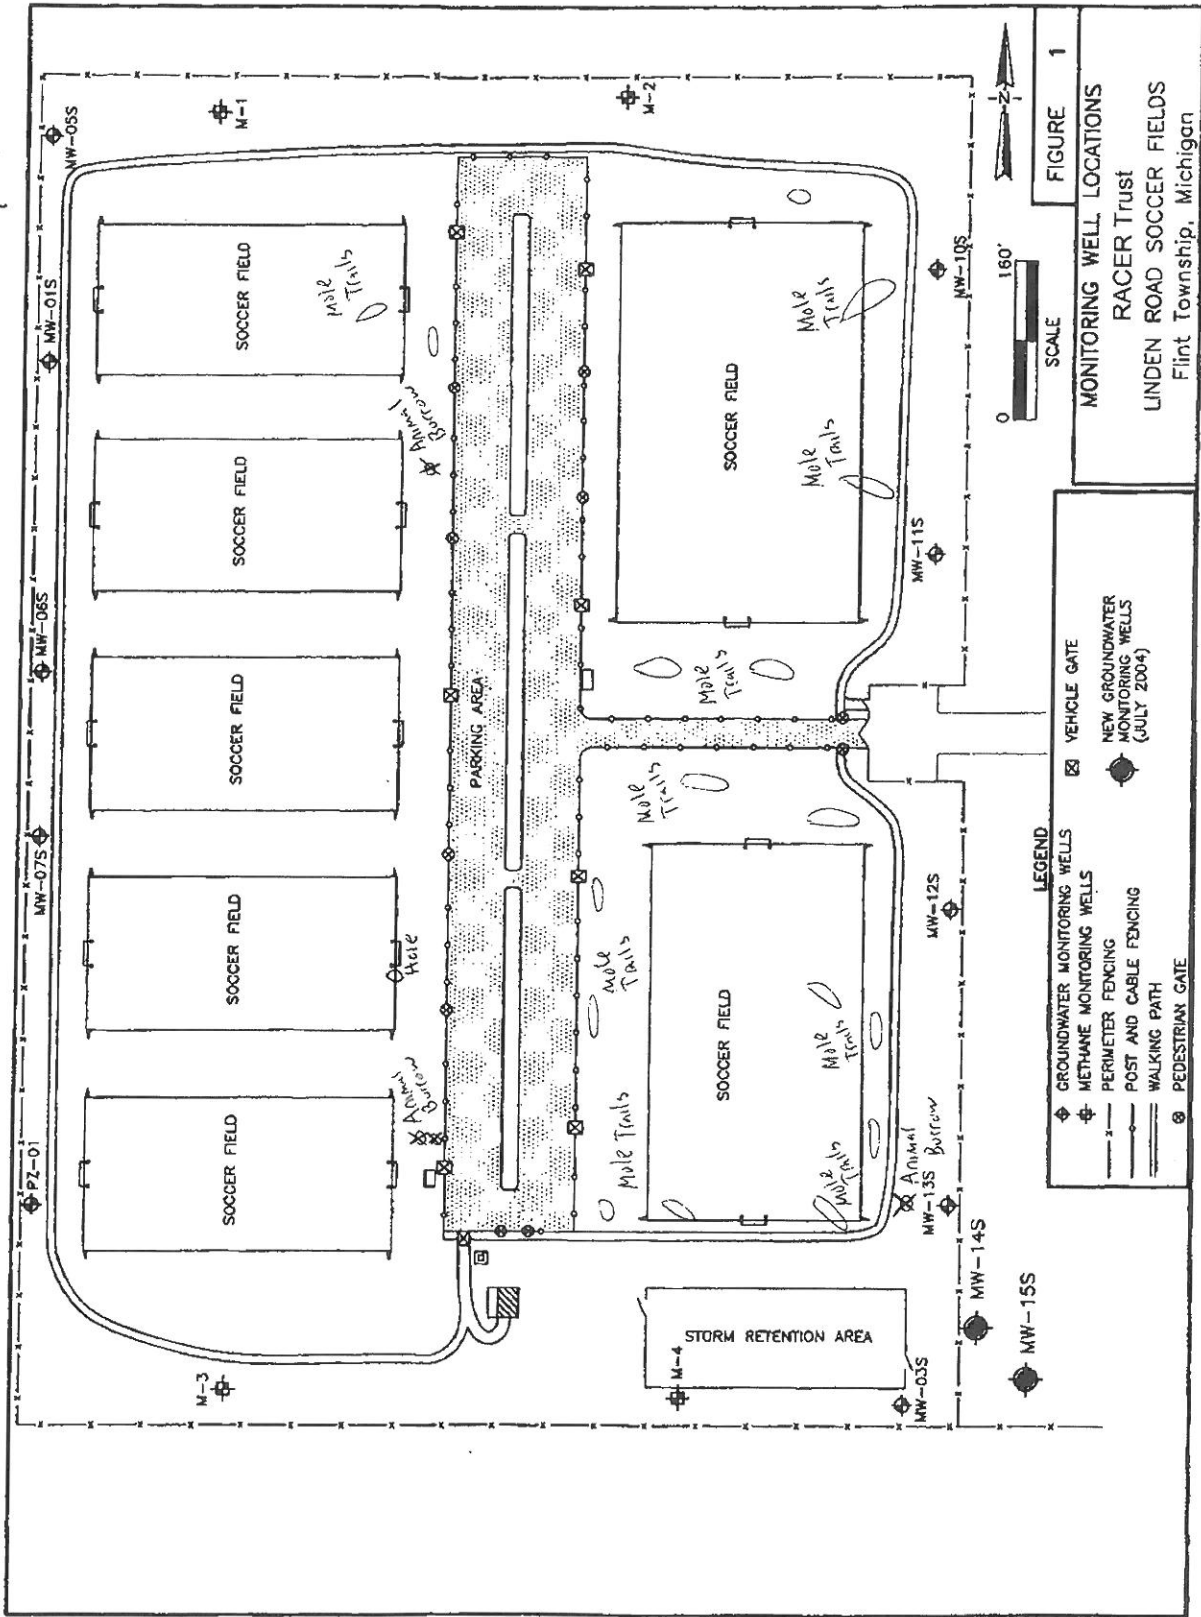 MW-05S
M-1
M-2
MW-01S
MW-06S
MW-07S
PZ-01
M-3
M-4
SOCCER FIELD
Mole
Trails
SOCCER FIELD
SOCCER FIELD
SOCCER FIELD
Hole
SOCCER FIELD
Animal
Burrow
Animal
Burrow
PARKING AREA
SOCCER FIELD
Mole
Trails
Mole
Trails
Mole
Trails
Mole
Trails
Mole
Trails
Mole Trails
SOCCER FIELD
Mole
Trails
Mole
Trails
Animal
Burrow
STORM RETENTION AREA
MW-10S
MW-11S
MW-12S
MW-13S
MW-14S
MW-15S
MW-03S
LEGEND
GROUNDWATER MONITORING WELLS
METHANE MONITORING WELLS
PERIMETER FENCING
POST AND CABLE FENCING
WALKING PATH
PEDESTRIAN GATE
VEHICLE GATE
NEW GROUNDWATER
MONITORING WELLS
(JULY 2004)
N
0 160'
SCALE
FIGURE 1
MONITORING WELL LOCATIONS
RACER Trust
LINDEN ROAD SOCCER FIELDS
Flint Township, Michigan